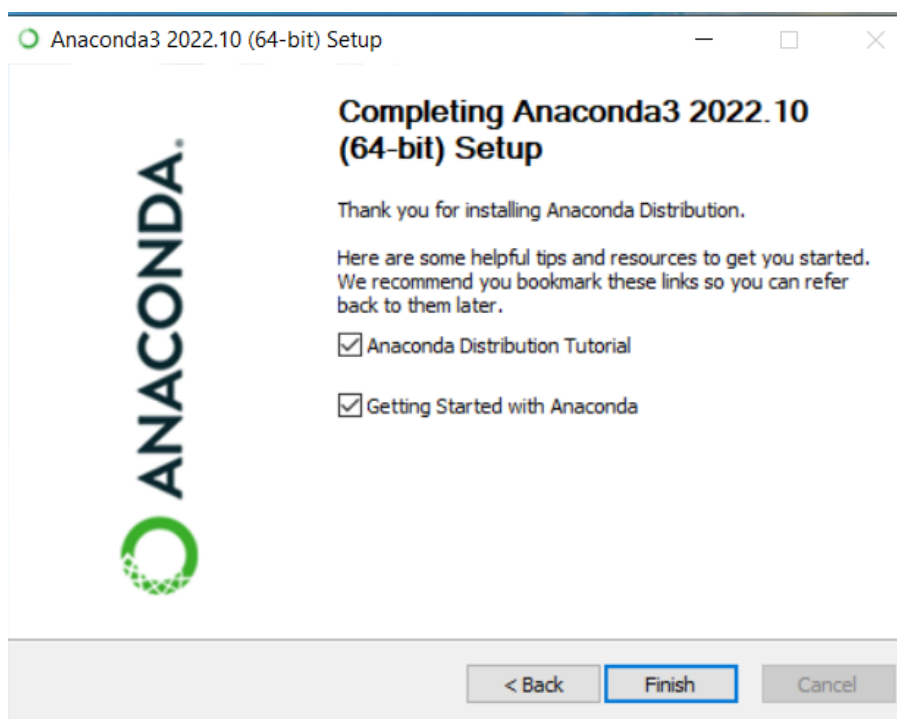 Anaconda3 2022.10 (64-bit) Setup
ANACONDA.
Completing Anaconda3 2022.10
(64-bit) Setup
Thank you for installing Anaconda Distribution.
Here are some helpful tips and resources to get you started.
We recommend you bookmark these links so you can refer
back to them later.
Anaconda Distribution Tutorial
Getting Started with Anaconda
< Back
Finish
Cancel